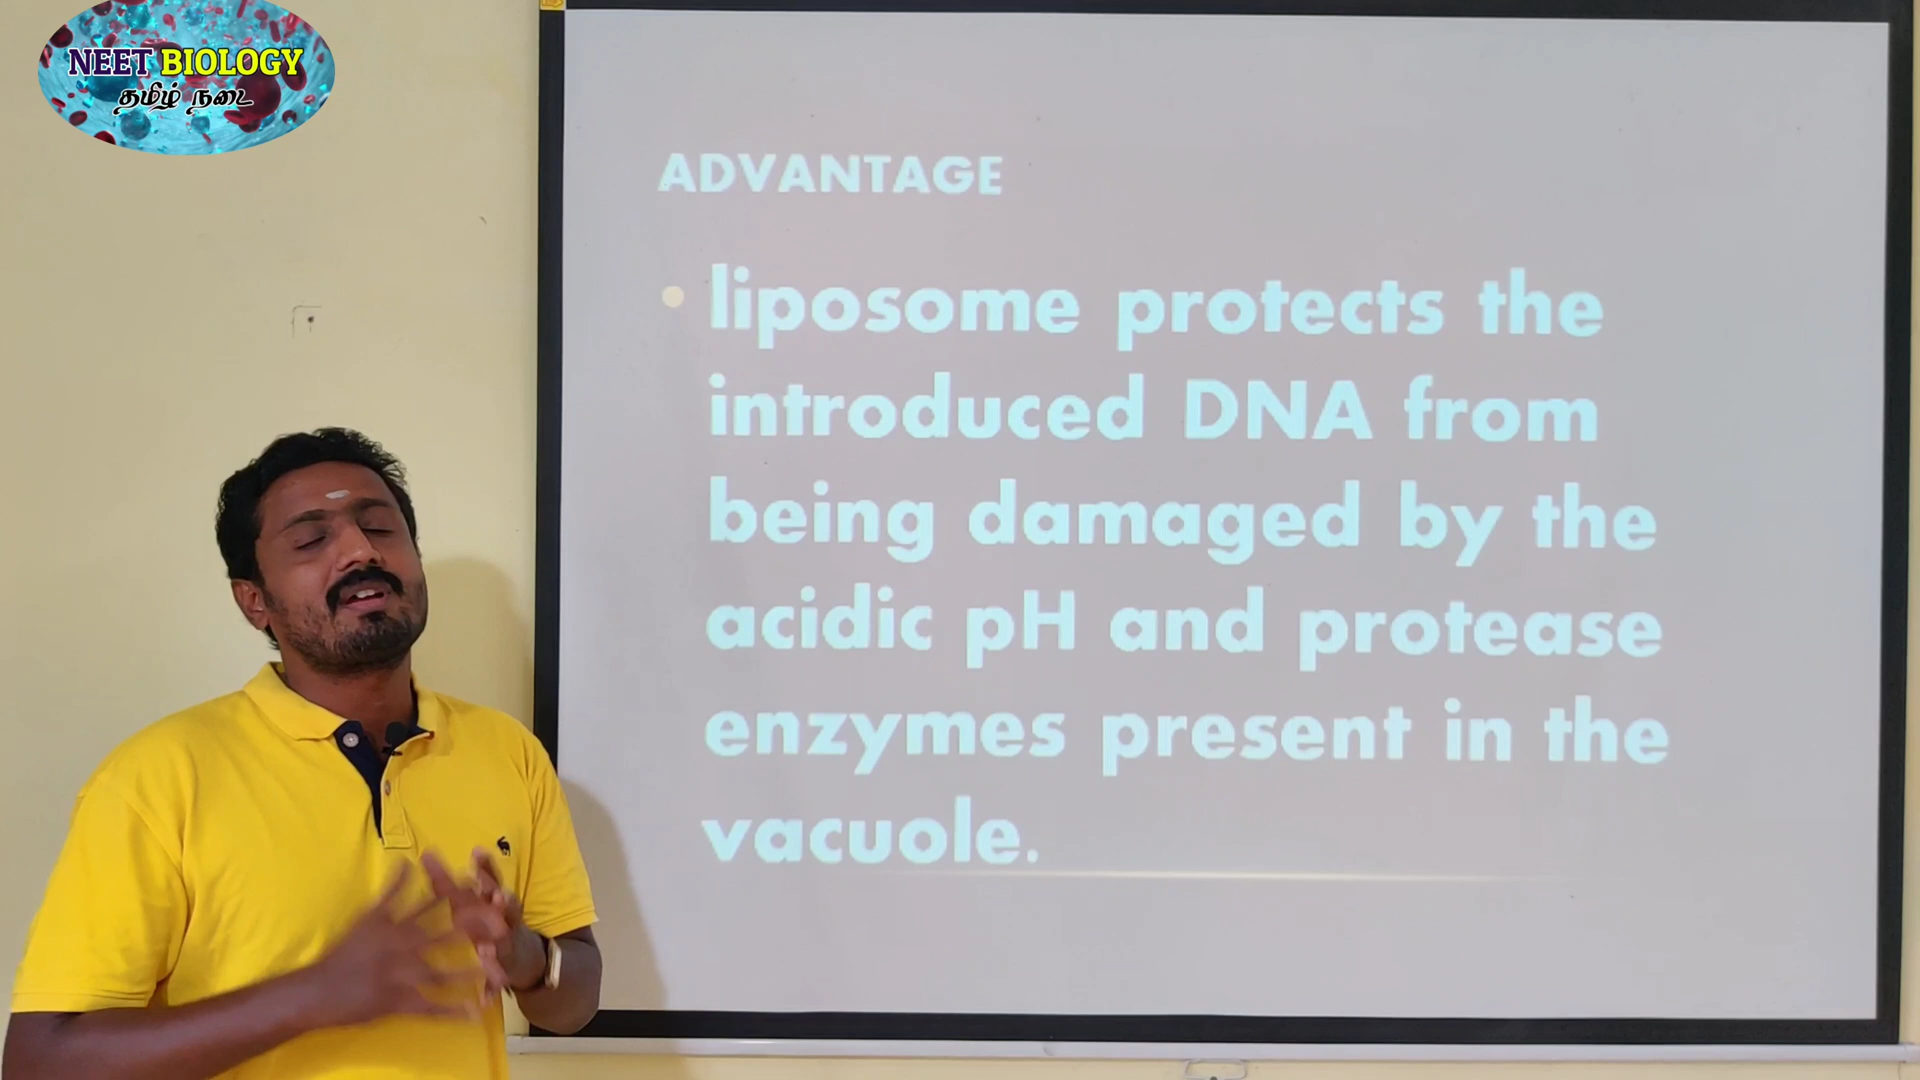 NEET BIOLOGY
தமிழ் நடை
ADVANTAGE
• liposome protects the
introduced DNA from
being damaged by the
acidic pH and protease
enzymes present in the
vacuole.